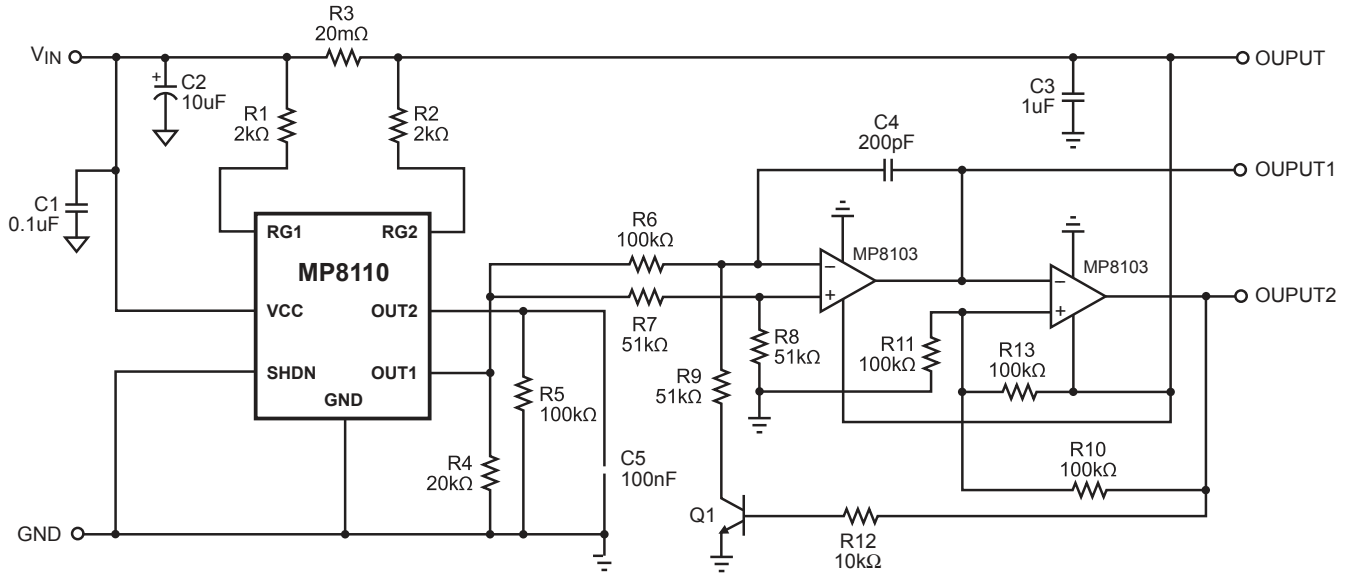 R3
20mΩ
VIN
OUPUT
+
C2
10uF
R1
2kΩ
R2
2kΩ
C3
1uF
C4
200pF
OUPUT1
C1
0.1uF
RG1
RG2
MP8110
R6
100kΩ
–
MP8103
–
MP8103
VCC
OUT2
R7
51kΩ
+
+
OUPUT2
SHDN
OUT1
GND
R5
100kΩ
R8
51kΩ
R9
51kΩ
R11
100kΩ
R13
100kΩ
R4
20kΩ
C5
100nF
R10
100kΩ
Q1
GND
R12
10kΩ